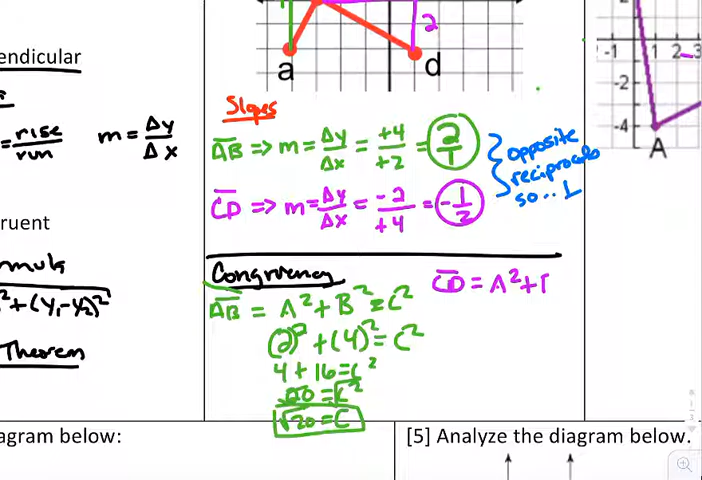 endicular
= rise / run
m = Δy / Δx
ruent
rmula
² + (y₁-y₂)²
Theorem
2
a
d
Slopes
AB => m = Δy/Δx = +4/+2 = 2/1
CD => m = Δy/Δx = -2/+4 = -1/2
opposite
reciprocals
so.. ⊥
Congruency
AB = A² + B² = C²
(2)² + (4)² = C²
4 + 16 = C²
√20 = √C²
√20 = C
CD = A² +
-1 1 2 3
-2
-4
A
agram below:
[5] Analyze the diagram below.